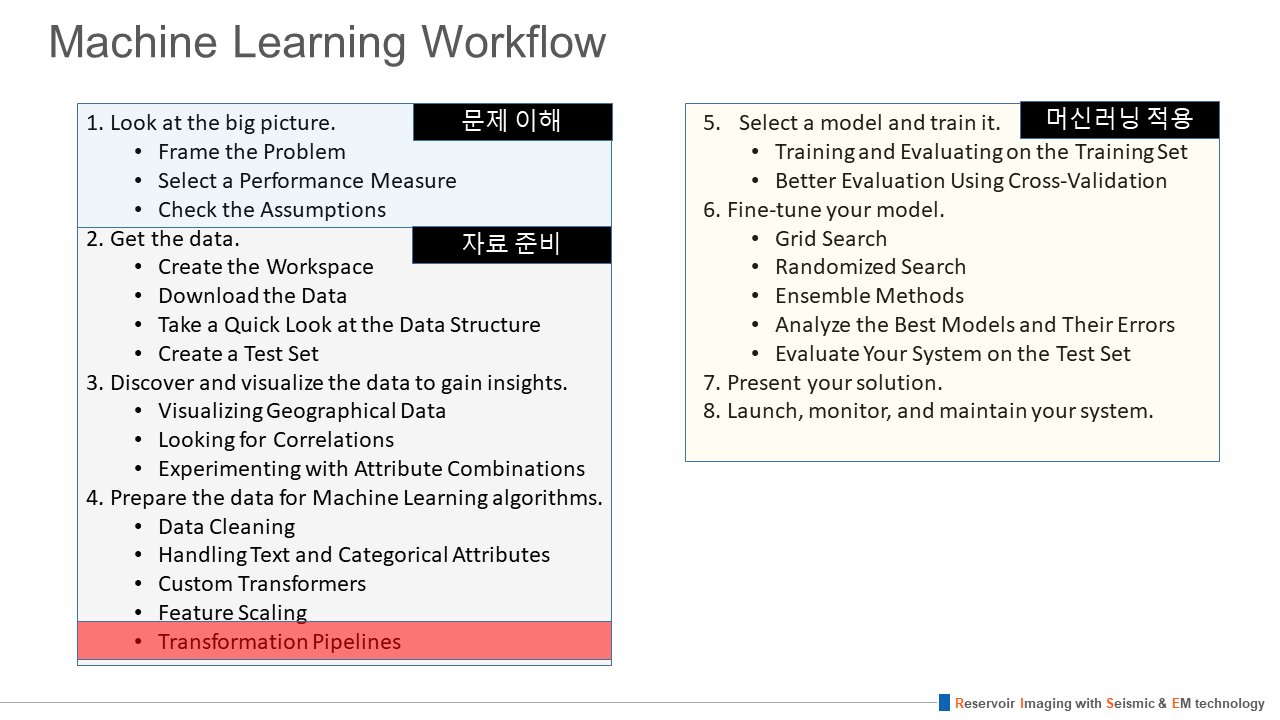 Machine Learning Workflow
문제 이해
1. Look at the big picture.
• Frame the Problem
• Select a Performance Measure
• Check the Assumptions
자료 준비
2. Get the data.
• Create the Workspace
• Download the Data
• Take a Quick Look at the Data Structure
• Create a Test Set
3. Discover and visualize the data to gain insights.
• Visualizing Geographical Data
• Looking for Correlations
• Experimenting with Attribute Combinations
4. Prepare the data for Machine Learning algorithms.
• Data Cleaning
• Handling Text and Categorical Attributes
• Custom Transformers
• Feature Scaling
• Transformation Pipelines
머신러닝 적용
5. Select a model and train it.
• Training and Evaluating on the Training Set
• Better Evaluation Using Cross-Validation
6. Fine-tune your model.
• Grid Search
• Randomized Search
• Ensemble Methods
• Analyze the Best Models and Their Errors
• Evaluate Your System on the Test Set
7. Present your solution.
8. Launch, monitor, and maintain your system.
Reservoir Imaging with Seismic & EM technology